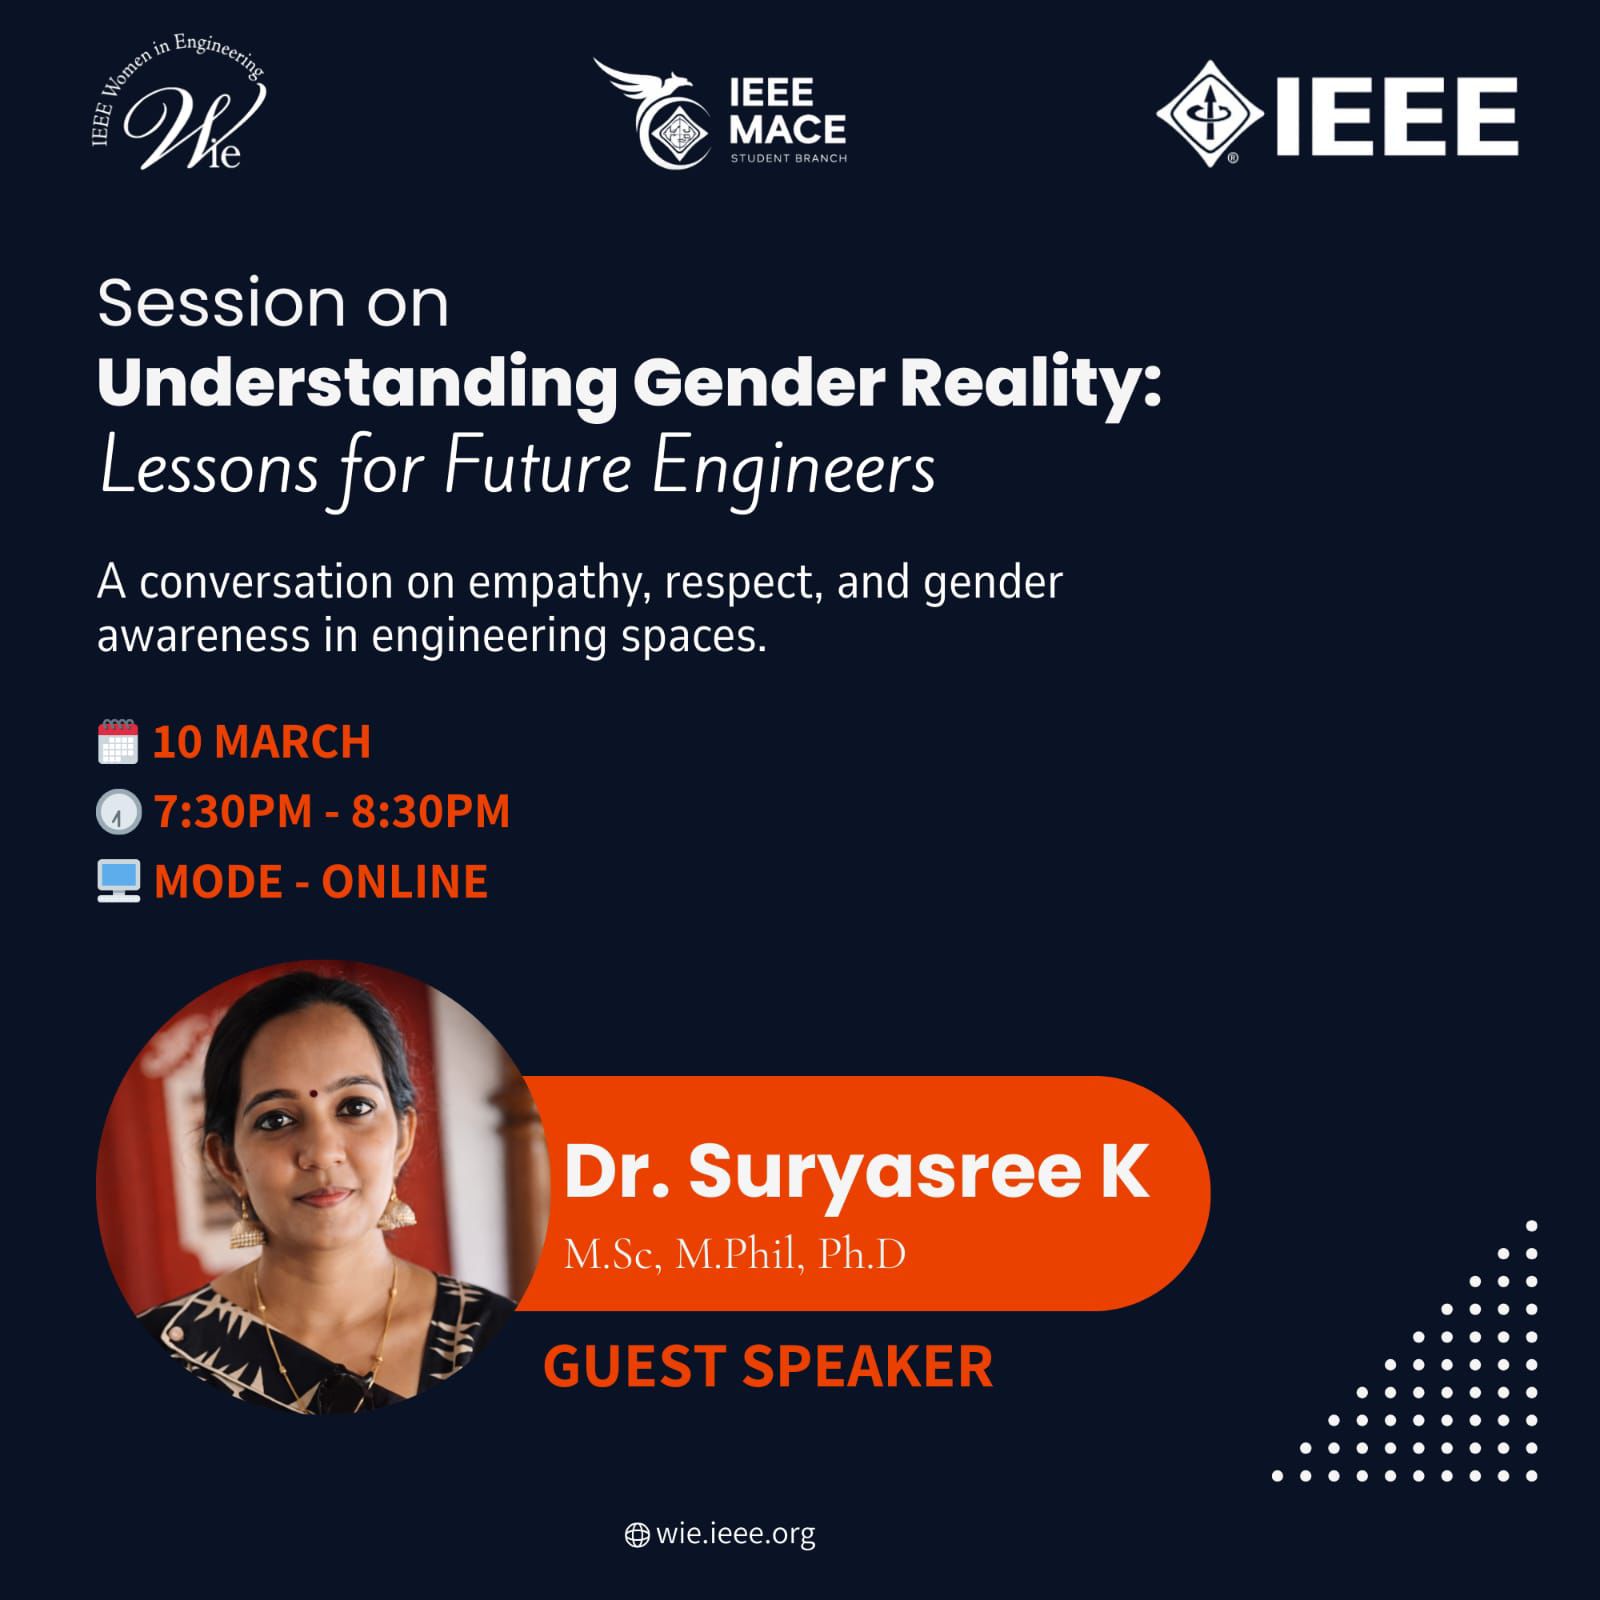 IEEE Women in Engineering
Wie
IEEE
MACE
STUDENT BRANCH
IEEE
®
Session on
Understanding Gender Reality:
Lessons for Future Engineers
A conversation on empathy, respect, and gender
awareness in engineering spaces.
10 MARCH
7:30PM - 8:30PM
MODE - ONLINE
Dr. Suryasree K
M.Sc, M.Phil, Ph.D
GUEST SPEAKER
wie.ieee.org